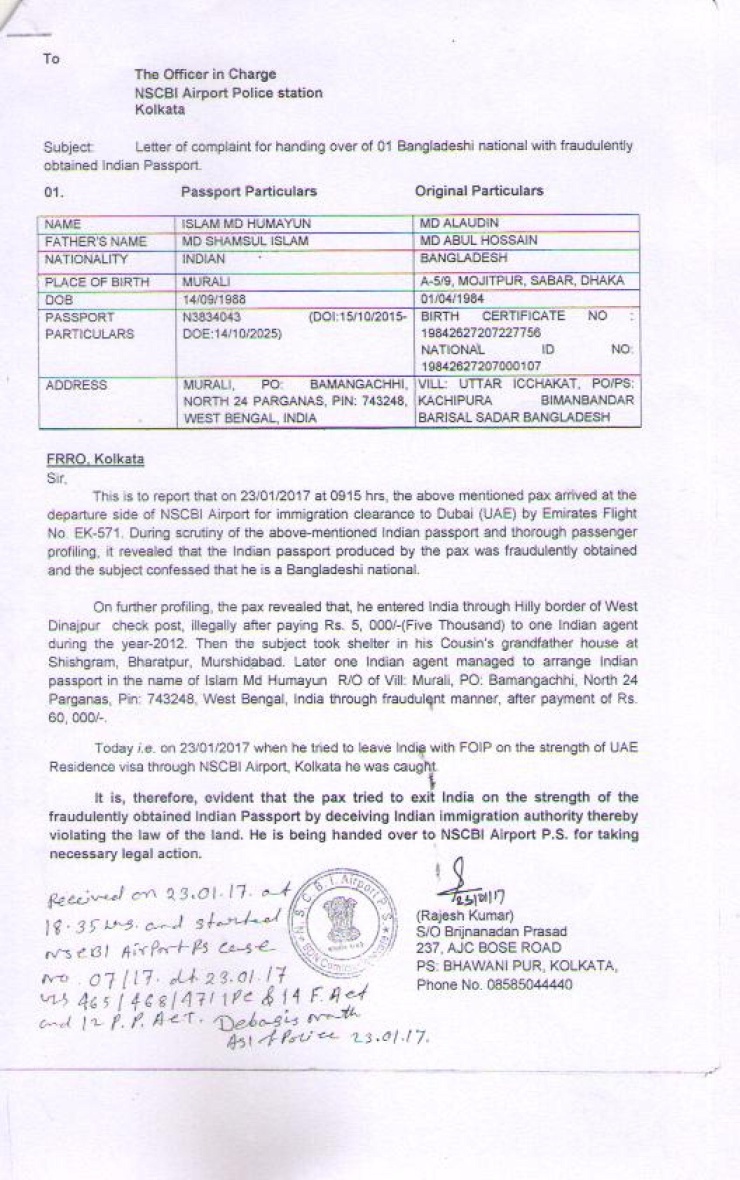 To
The Officer in Charge
NSCBI Airport Police station
Kolkata
Subject: Letter of complaint for handing over of 01 Bangladeshi national with fraudulently
obtained Indian Passport.
01. Passport Particulars Original Particulars
NAME ISLAM MD HUMAYUN MD ALAUDIN
FATHER'S NAME MD SHAMSUL ISLAM MD ABUL HOSSAIN
NATIONALITY INDIAN BANGLADESH
PLACE OF BIRTH MURALI A-5/9, MOJITPUR, SABAR, DHAKA
DOB 14/09/1988 01/04/1984
PASSPORT N3834043 (DOI:15/10/2015- BIRTH CERTIFICATE NO :
PARTICULARS DOE:14/10/2025) 19842627207227756
NATIONAL ID NO:
19842627207000107
ADDRESS MURALI, PO: BAMANGACHHI, VILL: UTTAR ICCHAKAT, PO/PS:
NORTH 24 PARGANAS, PIN: 743248, KACHIPURA BIMANBANDAR
WEST BENGAL, INDIA BARISAL SADAR BANGLADESH
FRRO, Kolkata
Sir,
This is to report that on 23/01/2017 at 0915 hrs, the above mentioned pax arrived at the
departure side of NSCBI Airport for immigration clearance to Dubai (UAE) by Emirates Flight
No. EK-571. During scrutiny of the above-mentioned Indian passport and thorough passenger
profiling, it revealed that the Indian passport produced by the pax was fraudulently obtained
and the subject confessed that he is a Bangladeshi national.
On further profiling, the pax revealed that, he entered India through Hilly border of West
Dinajpur check post, illegally after paying Rs. 5, 000/-(Five Thousand) to one Indian agent
during the year-2012. Then the subject took shelter in his Cousin's grandfather house at
Shishgram, Bharatpur, Murshidabad. Later one Indian agent managed to arrange Indian
passport in the name of Islam Md Humayun R/O of Vill: Murali, PO: Bamangachhi, North 24
Parganas, Pin: 743248, West Bengal, India through fraudulent manner, after payment of Rs.
60, 000/-.
Today i.e. on 23/01/2017 when he tried to leave India with FOIP on the strength of UAE
Residence visa through NSCBI Airport, Kolkata he was caught
It is, therefore, evident that the pax tried to exit India on the strength of the
fraudulently obtained Indian Passport by deceiving Indian immigration authority thereby
violating the law of the land. He is being handed over to NSCBI Airport P.S. for taking
necessary legal action.
23/01/17
(Rajesh Kumar)
S/O Brijnanadan Prasad
237, AJC BOSE ROAD
PS: BHAWANI PUR, KOLKATA,
Phone No. 08585044440
N.S.C.B.I. Airport P.S.
Received on 23.01.17. at
18.35 hrs. and started
NSCBI AirPort PS case
no. 07/17. dt 23.01.17
u/s 465/468/471 IPC & 14 F.Act
and 12 P.P. Act. Debagis
ASI of Police 23.01.17.